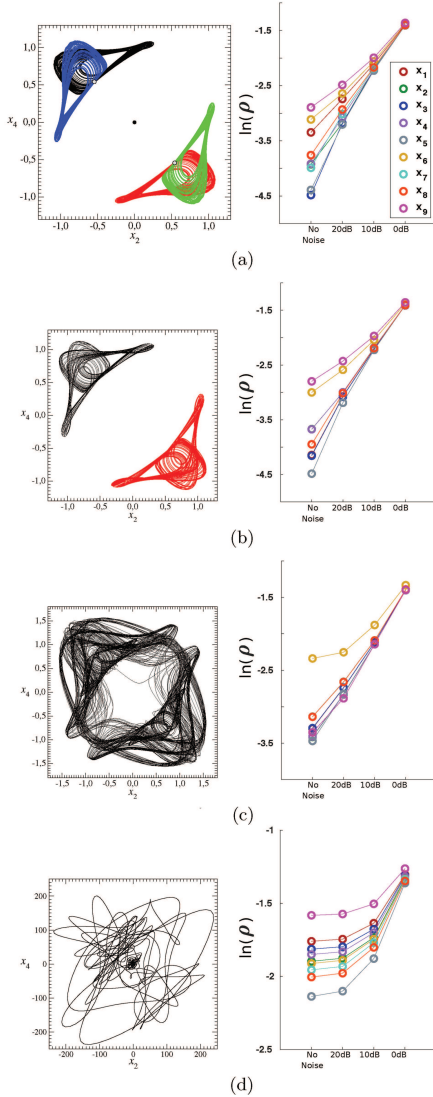 1,0
0,5
x4
0,0
-0,5
-1,0
-1,0
-0,5
0,0
0,5
1,0
x2
ln(ρ)
-1.5
-2.5
-3.5
-4.5
No Noise
20dB
10dB
0dB
x1
x2
x3
x4
x5
x6
x7
x8
x9
(a)
1,0
0,5
x4
0,0
-0,5
-1,0
-1,0
-0,5
0,0
0,5
1,0
x2
ln(ρ)
-1.5
-2.5
-3.5
-4.5
No Noise
20dB
10dB
0dB
(b)
1,5
1,0
0,5
x4
0,0
-0,5
-1,0
-1,5
-1,5
-1,0
-0,5
0,0
0,5
1,0
1,5
x2
ln(ρ)
-1.5
-2.5
-3.5
No Noise
20dB
10dB
0dB
(c)
200
100
x4
0
-100
-200
-200
-100
0
100
200
x2
ln(ρ)
-1
-1.5
-2
-2.5
No Noise
20dB
10dB
0dB
(d)